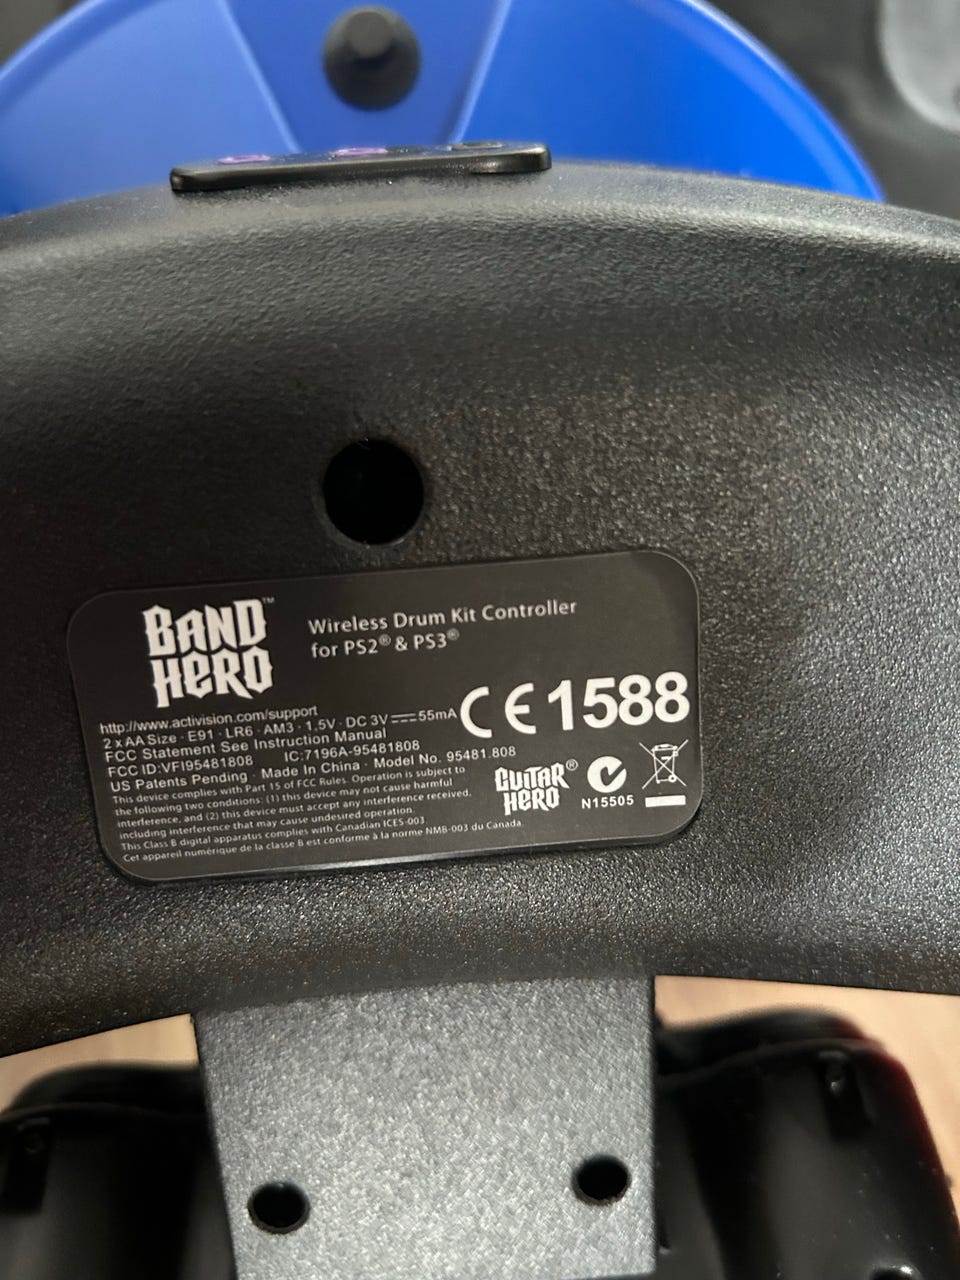 BAND HERO™
Wireless Drum Kit Controller
for PS2® & PS3®
http://www.activision.com/support
2 x AA Size · E91 · LR6 · AM3 · 1.5V · DC 3V 55mA
CE1588
FCC Statement See Instruction Manual
FCC ID:VFI95481808 IC:7196A-95481808
US Patents Pending · Made In China · Model No. 95481.808
This device complies with Part 15 of FCC Rules. Operation is subject to
the following two conditions: (1) this device may not cause harmful
interference, and (2) this device must accept any interference received,
including interference that may cause undesired operation.
This Class B digital apparatus complies with Canadian ICES-003
Cet appareil numérique de la classe B est conforme à la norme NMB-003 du Canada.
GUITAR HERO®
N15505